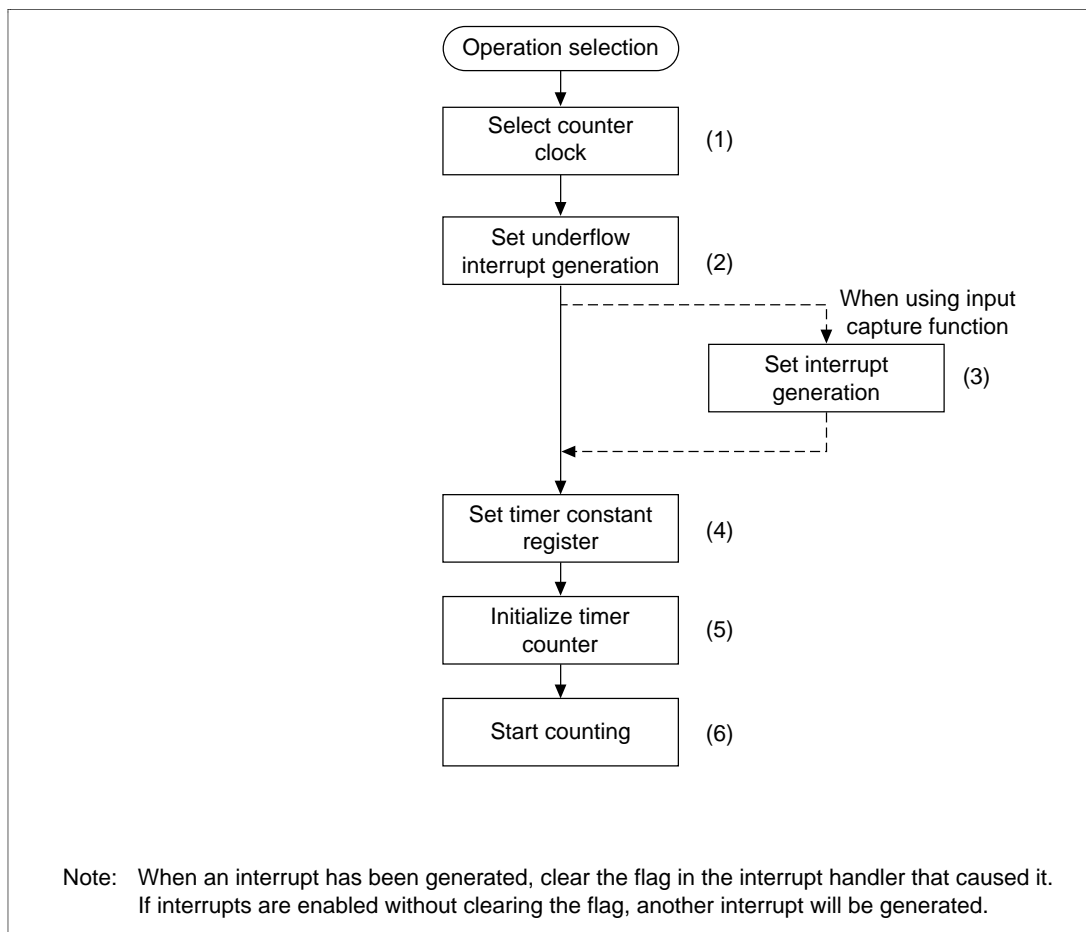 Operation selection
Select counter
clock
(1)
Set underflow
interrupt generation
(2)
When using input
capture function
Set interrupt
generation
(3)
Set timer constant
register
(4)
Initialize timer
counter
(5)
Start counting
(6)
Note: When an interrupt has been generated, clear the flag in the interrupt handler that caused it.
If interrupts are enabled without clearing the flag, another interrupt will be generated.